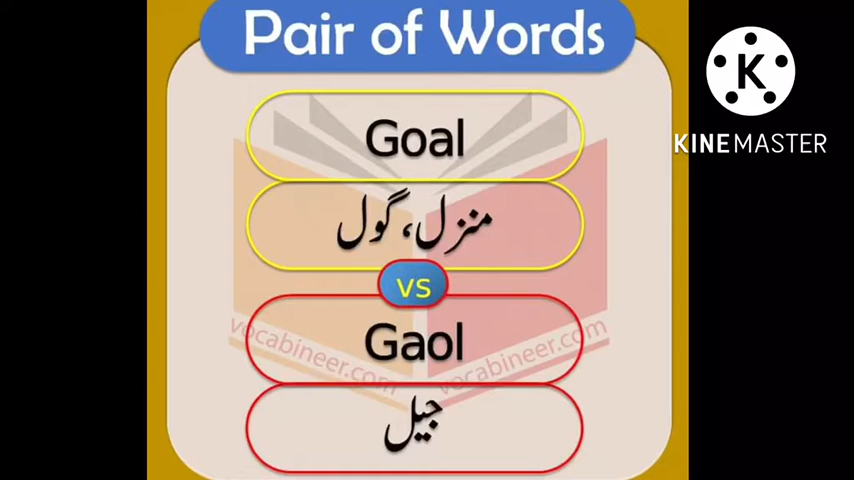 Pair of Words
K
KINEMASTER
Goal
منزل، گول
vs
Gaol
جیل
vocabineer.com
vocabineer.com